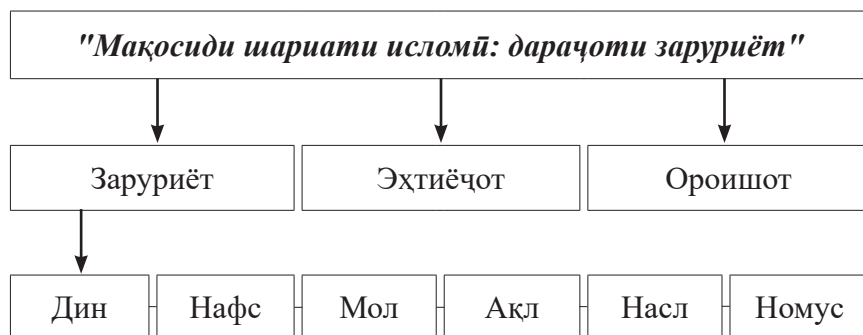 "Мақосиди шариати исломӣ: дараҷоти заруриёт"
Заруриёт Эҳтиёҷот Ороишот
Дин Нафс Мол Ақл Насл Номус